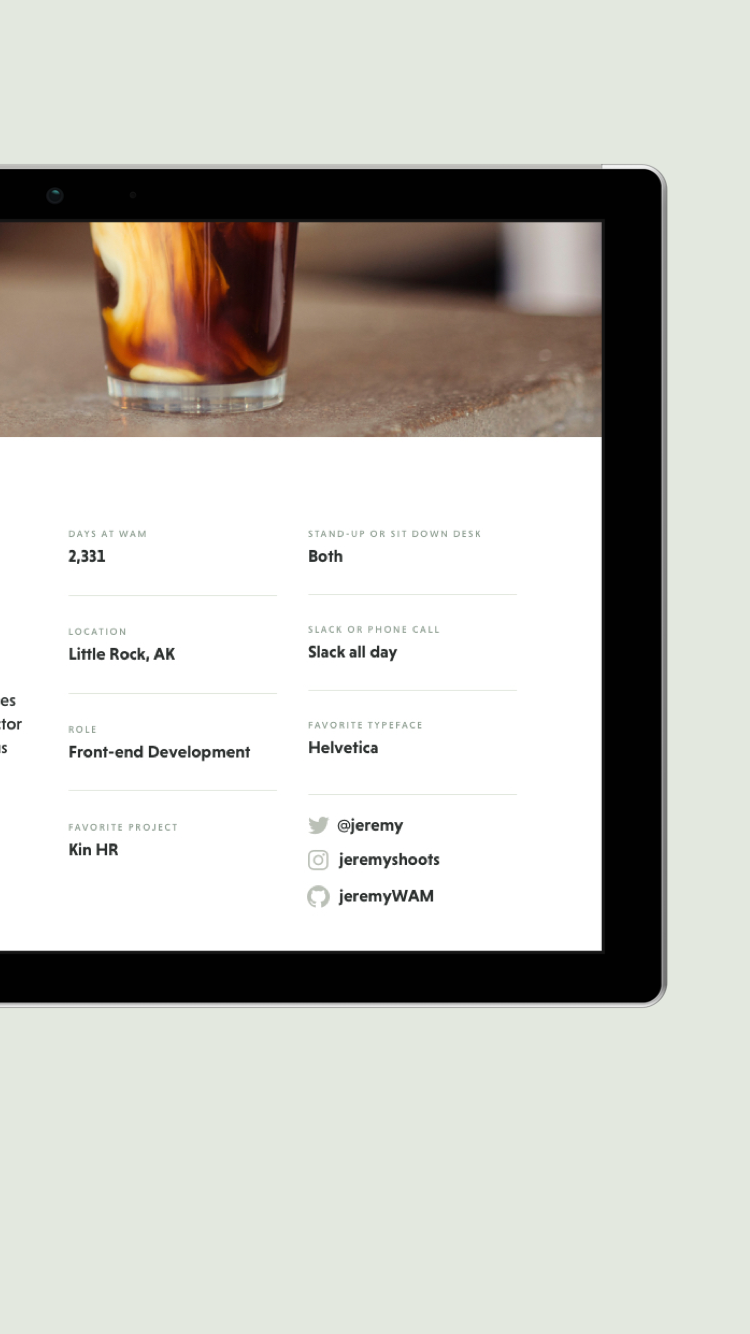 es
tor
s
DAYS AT WAM
2,331
LOCATION
Little Rock, AK
ROLE
Front-end Development
FAVORITE PROJECT
Kin HR
STAND-UP OR SIT DOWN DESK
Both
SLACK OR PHONE CALL
Slack all day
FAVORITE TYPEFACE
Helvetica
@jeremy
jeremyshoots
jeremyWAM